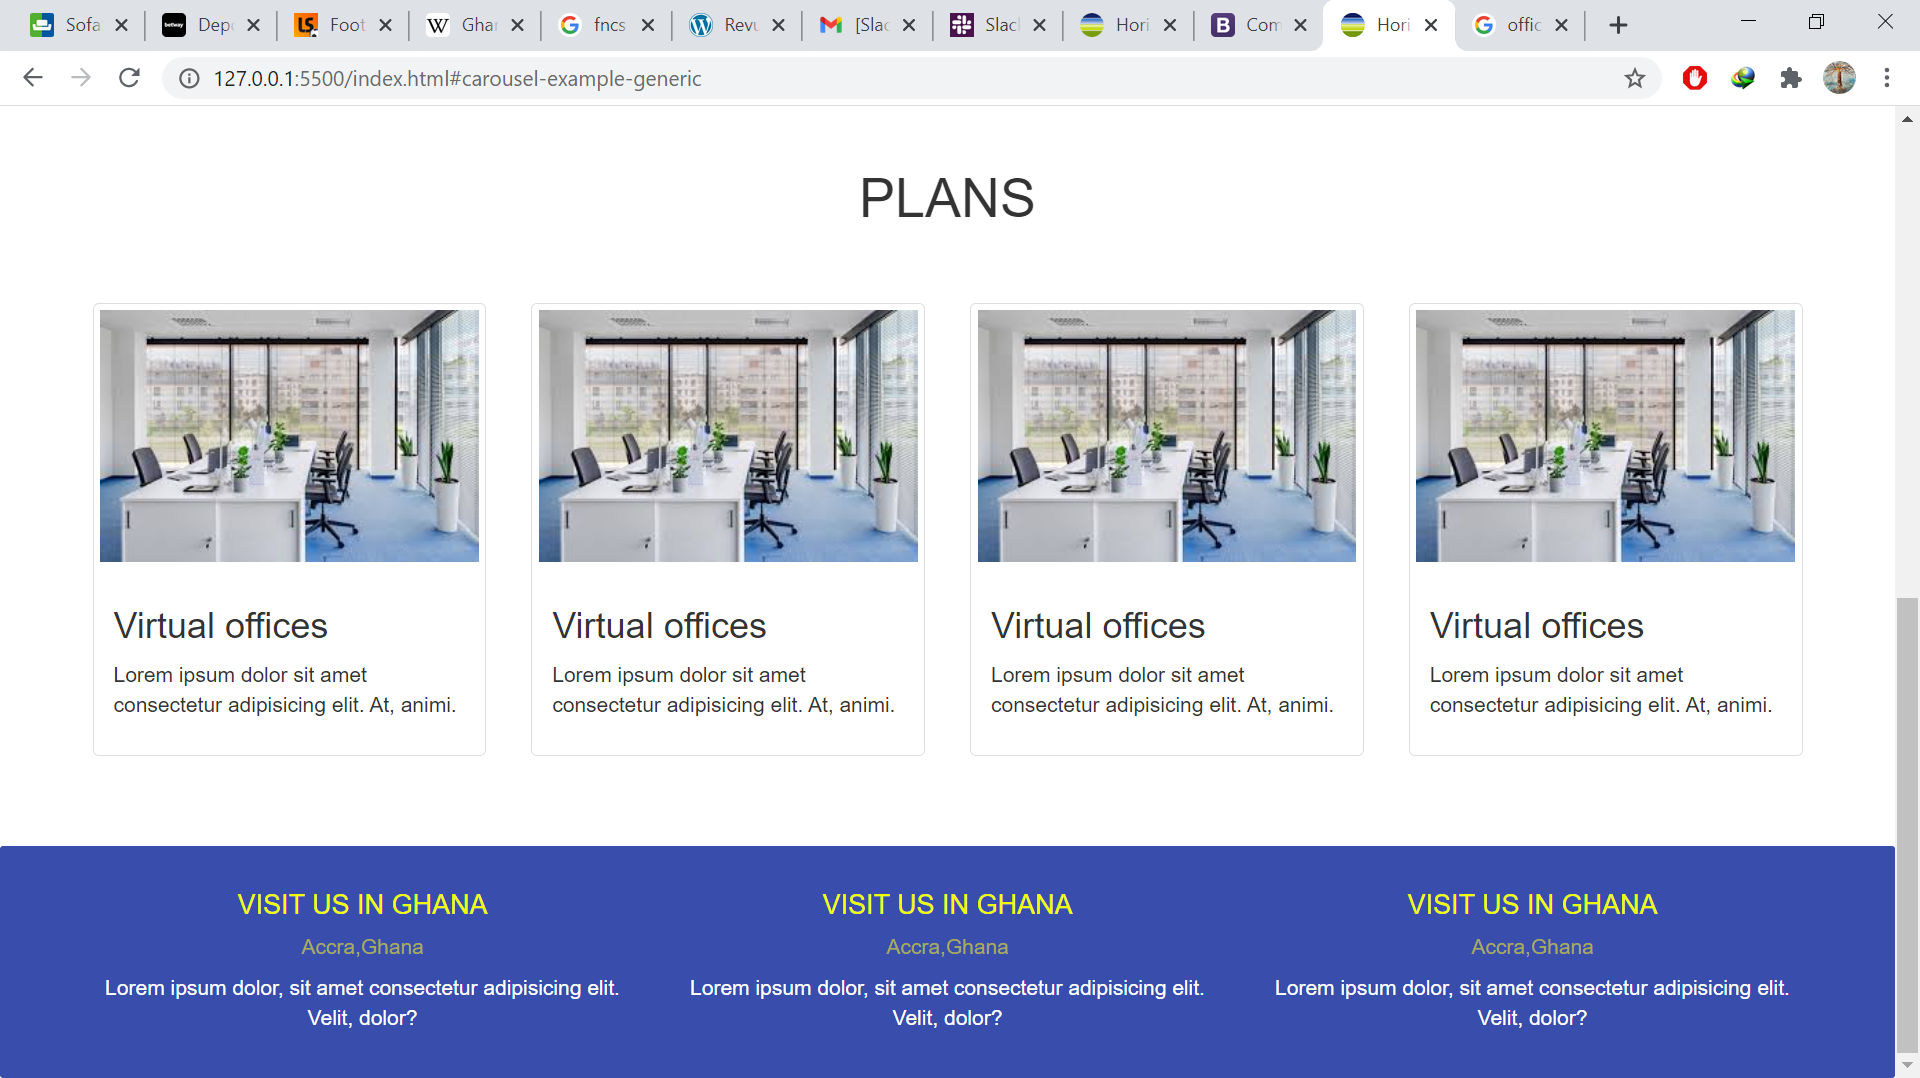 Sofa
Depo
Foot
Ghan
fncs
Revu
[Slac
Slac
Hori
Com
Hori
offic
127.0.0.1:5500/index.html#carousel-example-generic
PLANS
Virtual offices
Lorem ipsum dolor sit amet
consectetur adipisicing elit. At, animi.
Virtual offices
Lorem ipsum dolor sit amet
consectetur adipisicing elit. At, animi.
Virtual offices
Lorem ipsum dolor sit amet
consectetur adipisicing elit. At, animi.
Virtual offices
Lorem ipsum dolor sit amet
consectetur adipisicing elit. At, animi.
VISIT US IN GHANA
Accra,Ghana
Lorem ipsum dolor, sit amet consectetur adipisicing elit.
Velit, dolor?
VISIT US IN GHANA
Accra,Ghana
Lorem ipsum dolor, sit amet consectetur adipisicing elit.
Velit, dolor?
VISIT US IN GHANA
Accra,Ghana
Lorem ipsum dolor, sit amet consectetur adipisicing elit.
Velit, dolor?